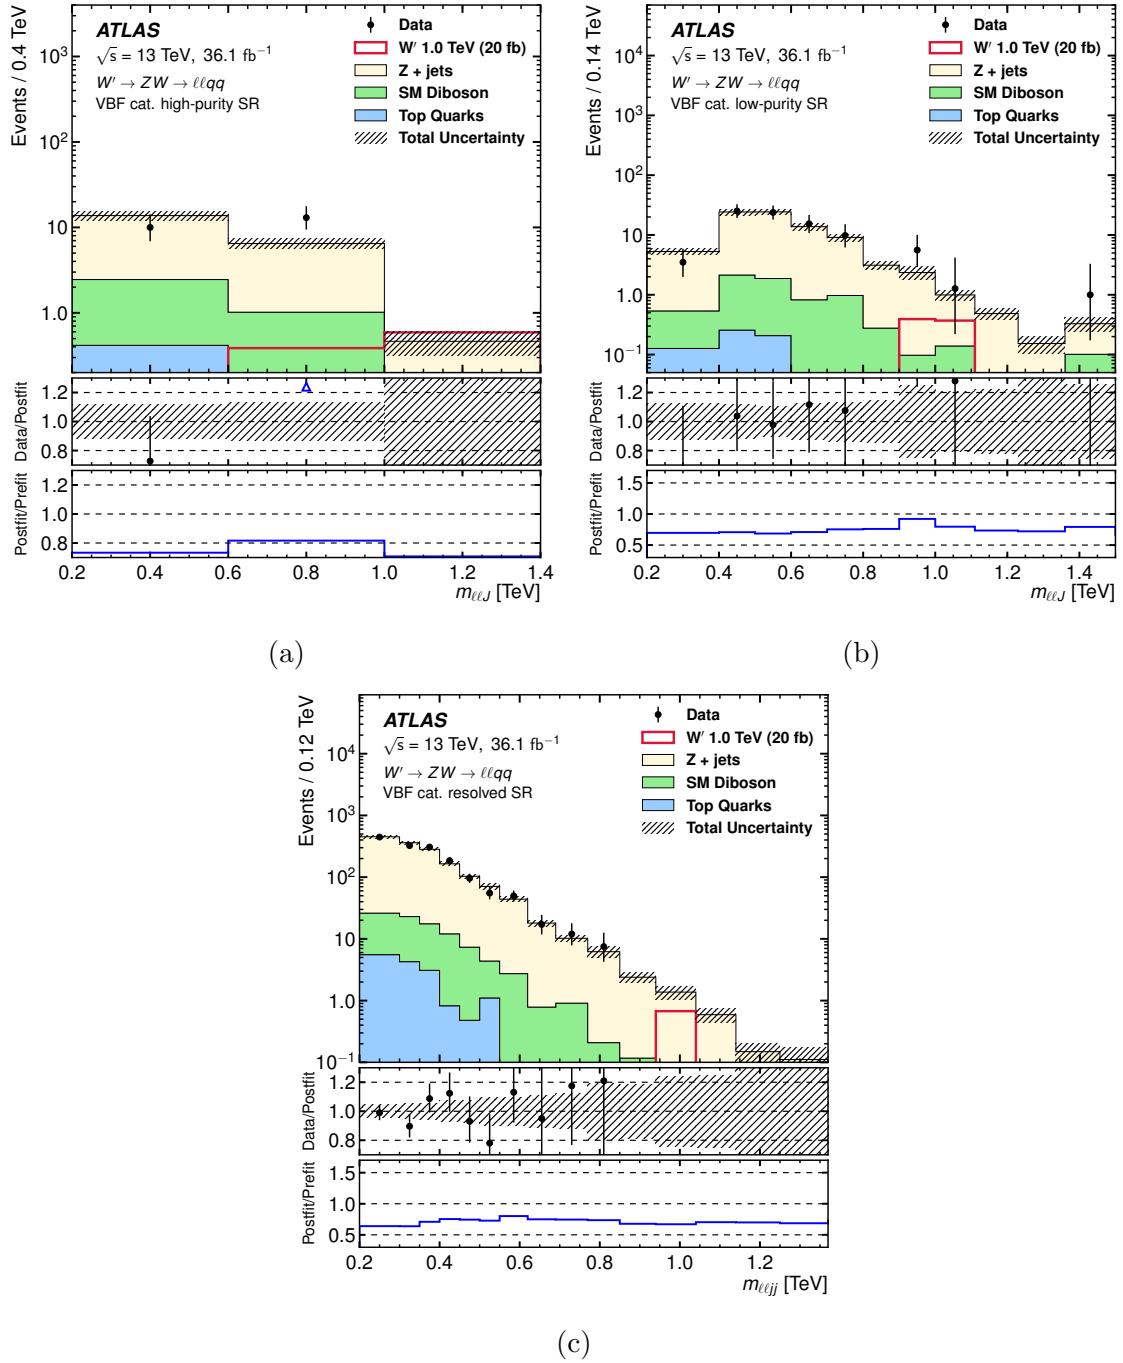 Events / 0.4 TeV
10³
10²
10
1.0
ATLAS
√s = 13 TeV, 36.1 fb⁻¹
W′ → ZW → ℓℓqq
VBF cat. high-purity SR
Data
W′ 1.0 TeV (20 fb)
Z + jets
SM Diboson
Top Quarks
Total Uncertainty
Data/Postfit
1.2
1.0
0.8
Postfit/Prefit
1.2
1.0
0.8
0.2 0.4 0.6 0.8 1.0 1.2 1.4
m_ℓℓJ [TeV]
(a)
Events / 0.14 TeV
10⁴
10³
10²
10
1.0
10⁻¹
ATLAS
√s = 13 TeV, 36.1 fb⁻¹
W′ → ZW → ℓℓqq
VBF cat. low-purity SR
Data
W′ 1.0 TeV (20 fb)
Z + jets
SM Diboson
Top Quarks
Total Uncertainty
Data/Postfit
1.2
1.0
0.8
Postfit/Prefit
1.5
1.0
0.5
0.2 0.4 0.6 0.8 1.0 1.2 1.4
m_ℓℓJ [TeV]
(b)
Events / 0.12 TeV
10⁴
10³
10²
10
1.0
10⁻¹
ATLAS
√s = 13 TeV, 36.1 fb⁻¹
W′ → ZW → ℓℓqq
VBF cat. resolved SR
Data
W′ 1.0 TeV (20 fb)
Z + jets
SM Diboson
Top Quarks
Total Uncertainty
Data/Postfit
1.2
1.0
0.8
Postfit/Prefit
1.5
1.0
0.5
0.2 0.4 0.6 0.8 1.0 1.2
m_ℓℓjj [TeV]
(c)